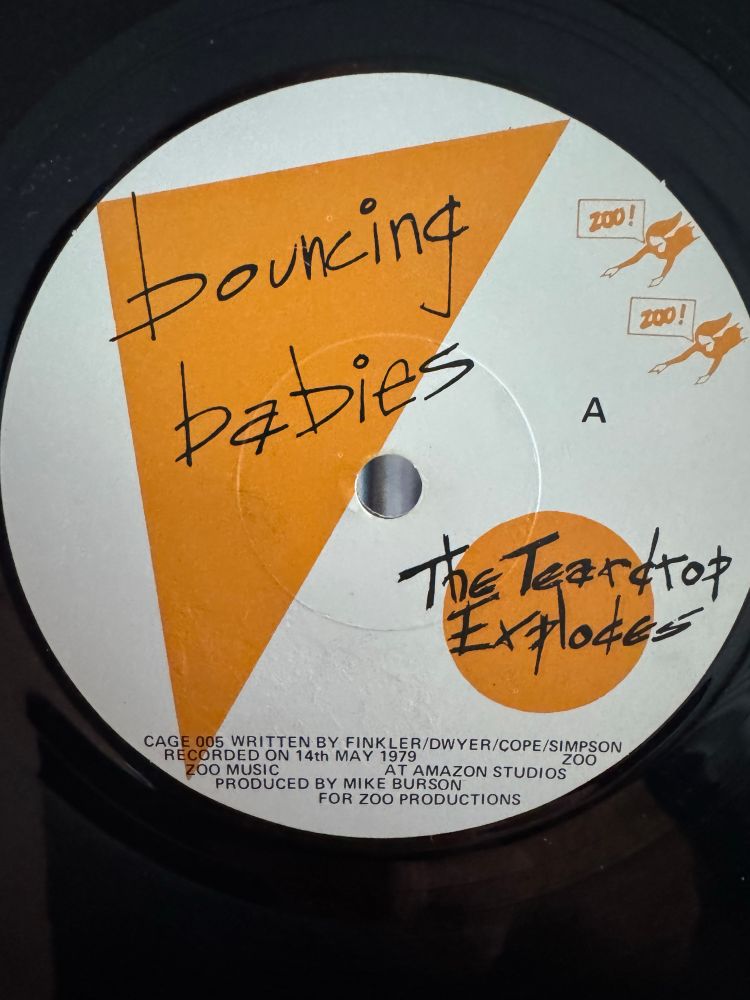 bouncing
babies
ZOO!
ZOO!
A
The Teardrop
Explodes
CAGE 005 WRITTEN BY FINKLER/DWYER/COPE/SIMPSON
RECORDED ON 14th MAY 1979 ZOO
ZOO MUSIC AT AMAZON STUDIOS
PRODUCED BY MIKE BURSON
FOR ZOO PRODUCTIONS